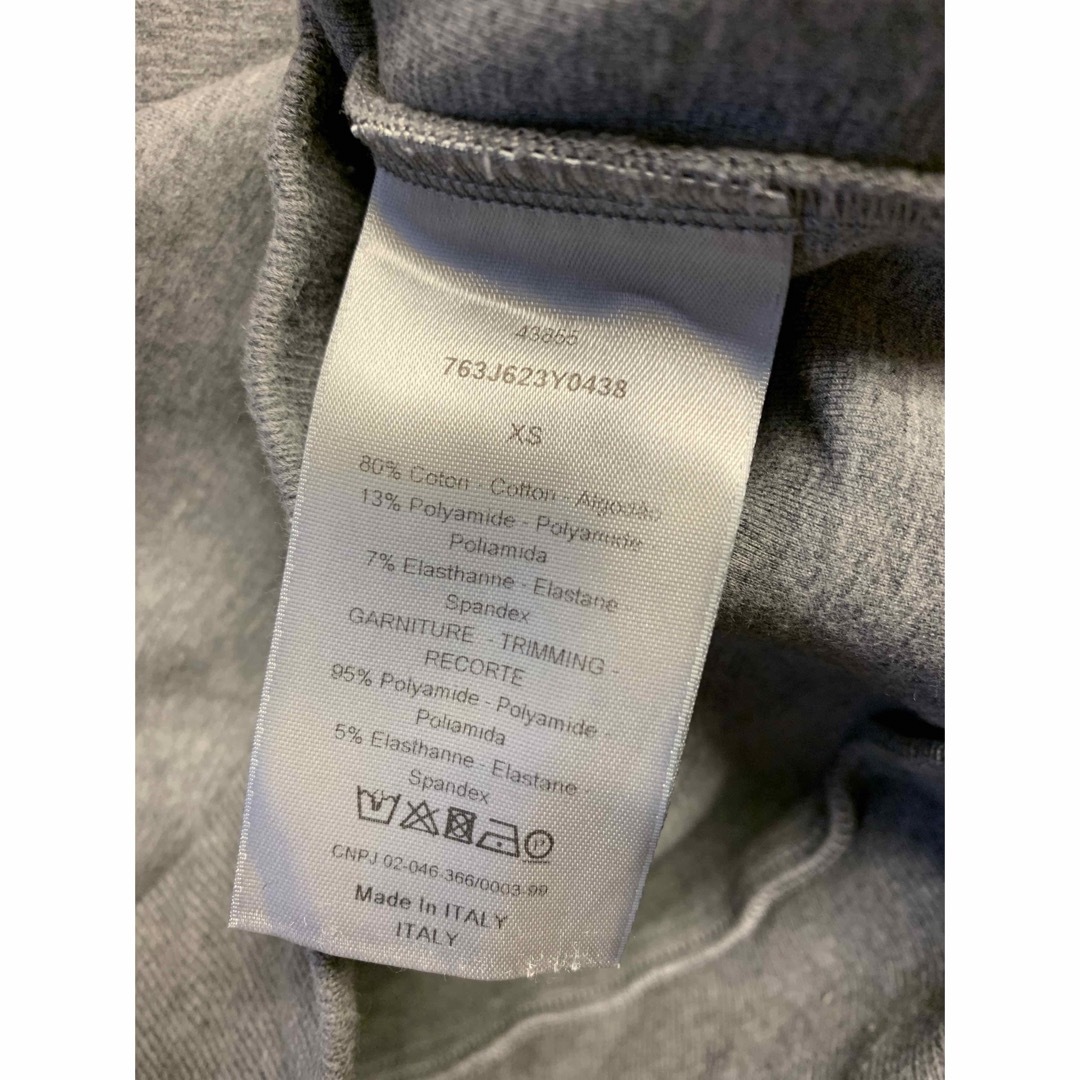 43855
763J623Y0438
XS
80% Coton - Cotton - Algodão
13% Polyamide - Polyamide
Poliamida
7% Elasthanne - Elastane
Spandex
GARNITURE - TRIMMING -
RECORTE
95% Polyamide - Polyamide -
Poliamida
5% Elasthanne - Elastane -
Spandex
P
CNPJ 02-046-366/0003-99
Made In ITALY
ITALY